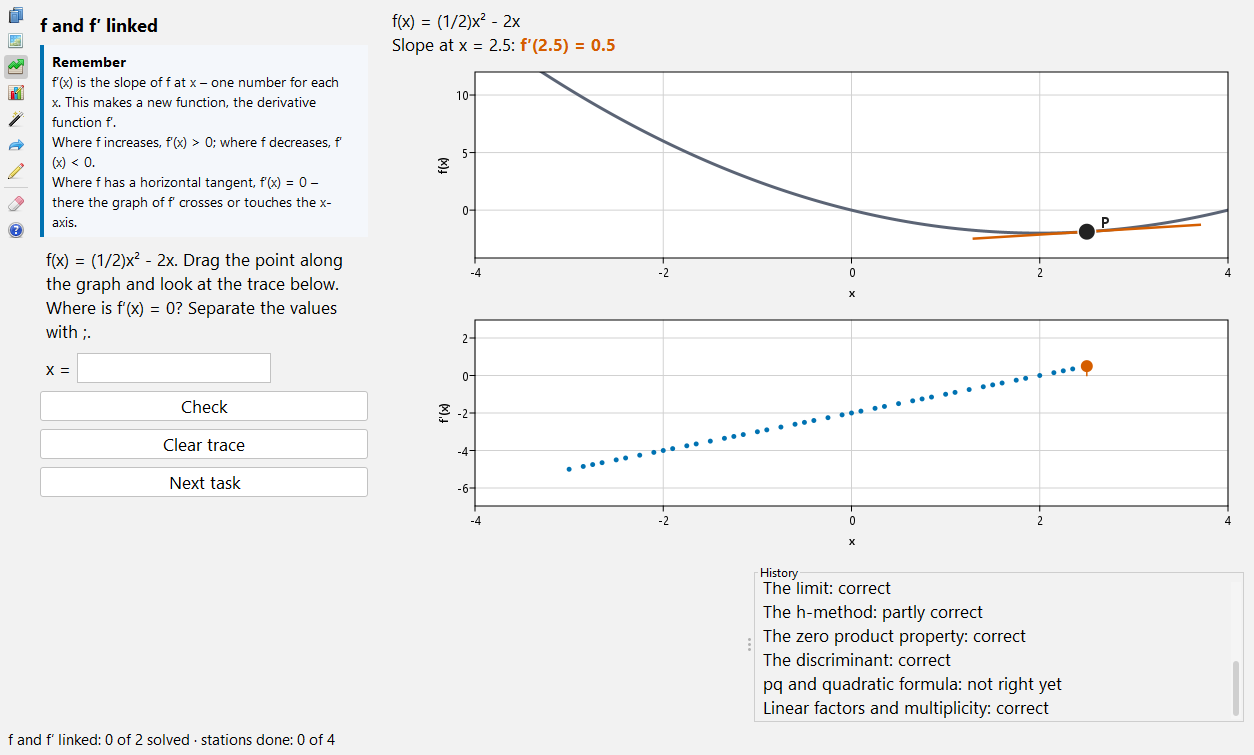 f and f′ linked
Remember
f′(x) is the slope of f at x – one number for each
x. This makes a new function, the derivative
function f′.
Where f increases, f′(x) > 0; where f decreases, f′
(x) < 0.
Where f has a horizontal tangent, f′(x) = 0 –
there the graph of f′ crosses or touches the x-
axis.
f(x) = (1/2)x² - 2x. Drag the point along
the graph and look at the trace below.
Where is f′(x) = 0? Separate the values
with ;.
x =
Check
Clear trace
Next task
f(x) = (1/2)x² - 2x
Slope at x = 2.5: f′(2.5) = 0.5
10
5
0
f(x)
P
-4 -2 0 2 4
x
2
0
-2
-4
-6
f′(x)
-4 -2 0 2 4
x
History
The limit: correct
The h-method: partly correct
The zero product property: correct
The discriminant: correct
pq and quadratic formula: not right yet
Linear factors and multiplicity: correct
f and f′ linked: 0 of 2 solved · stations done: 0 of 4